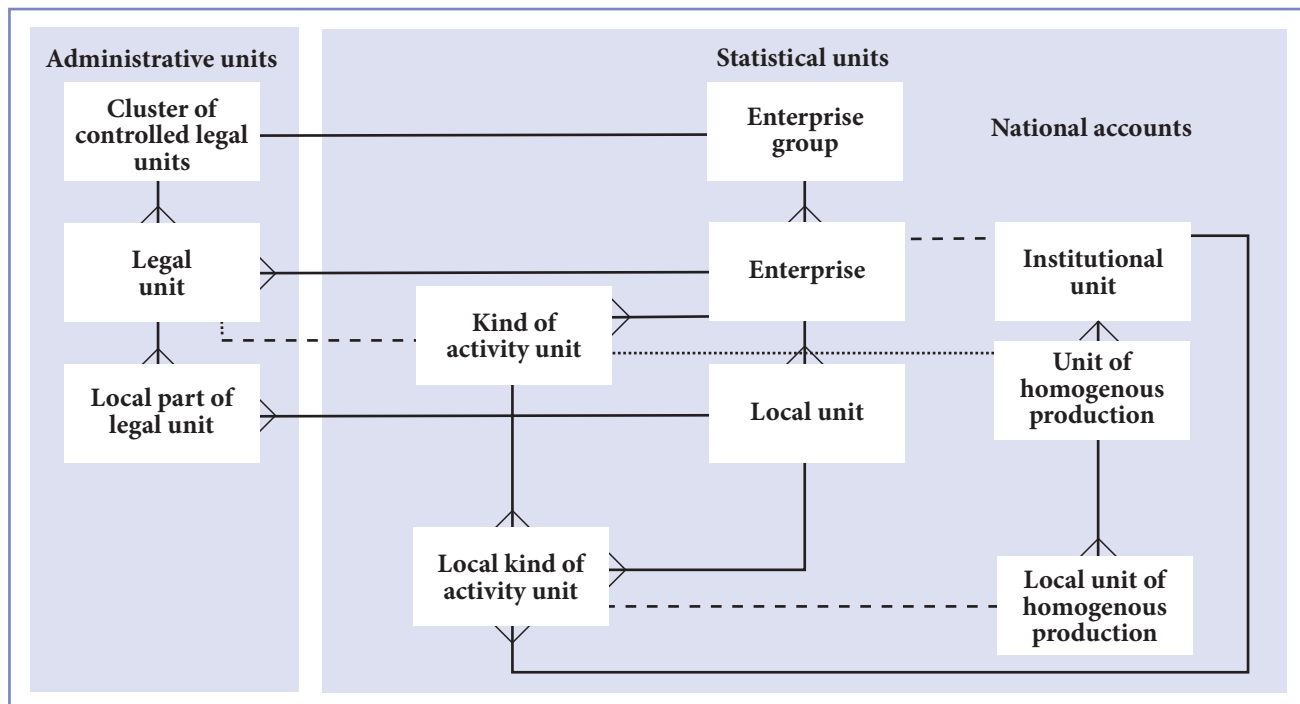 Administrative units
Cluster of
controlled legal
units
Legal
unit
Local part of
legal unit
Statistical units
Enterprise
group
National accounts
Enterprise
Institutional
unit
Kind of
activity unit
Unit of
homogenous
production
Local unit
Local kind of
activity unit
Local unit of
homogenous
production